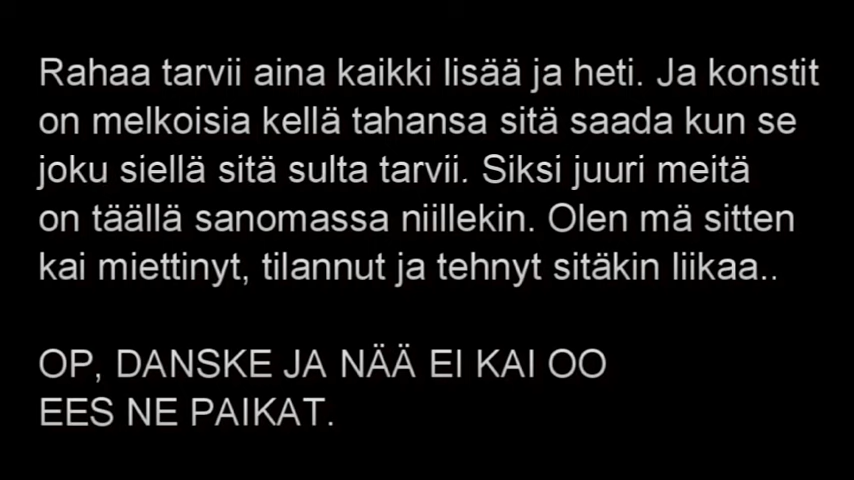 Rahaa tarvii aina kaikki lisää ja heti. Ja konstit
on melkoisia kellä tahansa sitä saada kun se
joku siellä sitä sulta tarvii. Siksi juuri meitä
on täällä sanomassa niillekin. Olen mä sitten
kai miettinyt, tilannut ja tehnyt sitäkin liikaa..
OP, DANSKE JA NÄÄ EI KAI OO
EES NE PAIKAT.